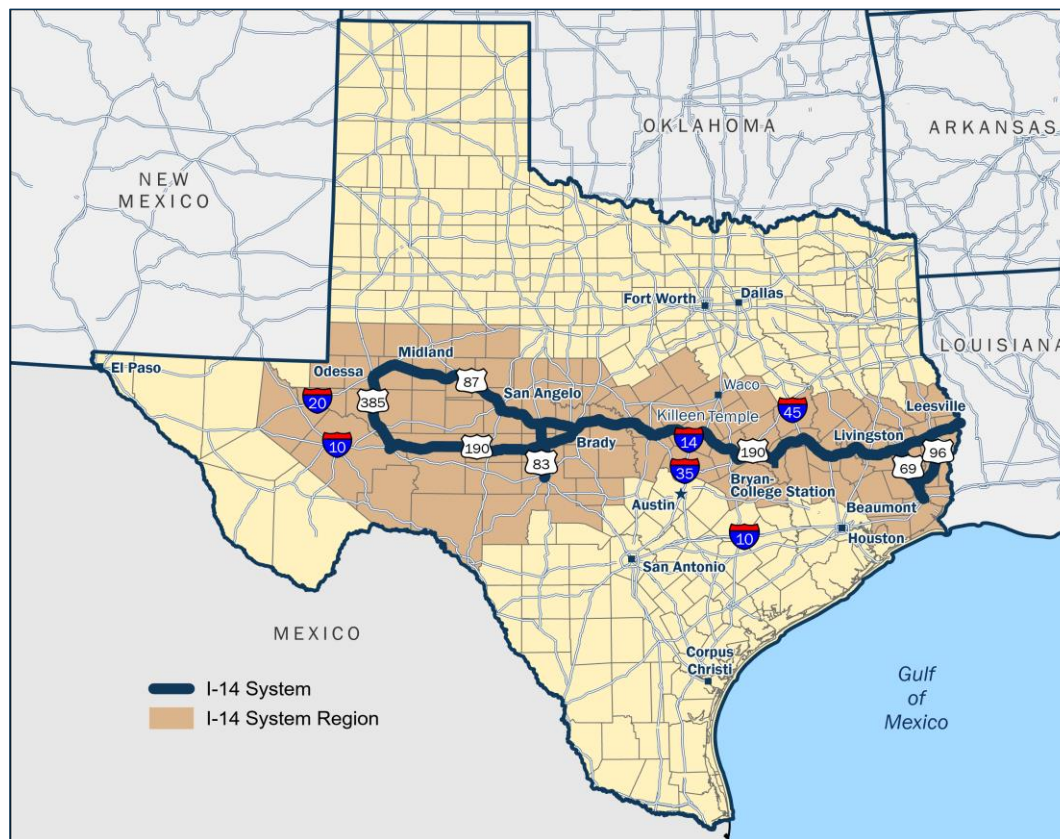 OKLAHOMA
ARKANSAS
NEW
MEXICO
Fort Worth
Dallas
LOUISIANA
El Paso
Odessa
Midland
87
San Angelo
Waco
Leesville
385
20
Killeen
Temple
45
Livingston
10
190
Brady
14
190
96
83
69
35
Bryan-
College Station
Austin
Beaumont
10
Houston
San Antonio
MEXICO
Corpus
Christi
Gulf
of
Mexico
I-14 System
I-14 System Region